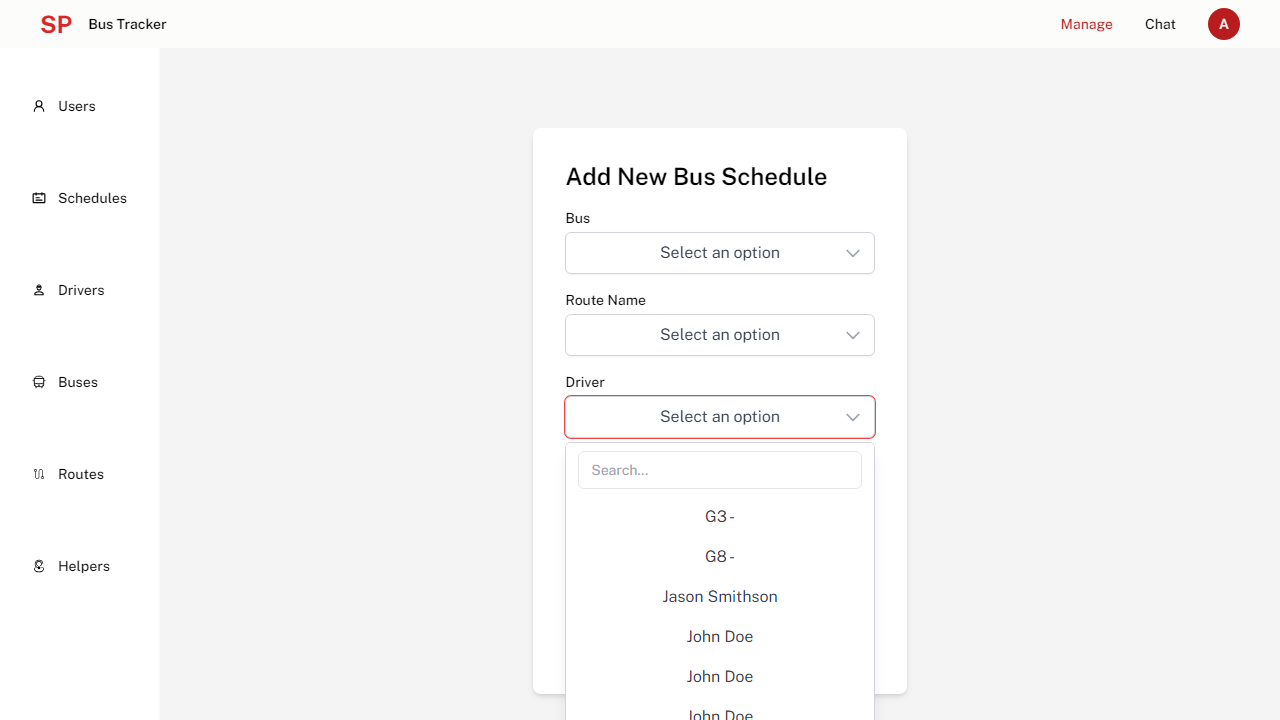 SP Bus Tracker Manage Chat A
Users
Schedules
Drivers
Buses
Routes
Helpers
Add New Bus Schedule
Bus
Select an option
Route Name
Select an option
Driver
Select an option
Search...
G3 -
G8 -
Jason Smithson
John Doe
John Doe
John Doe